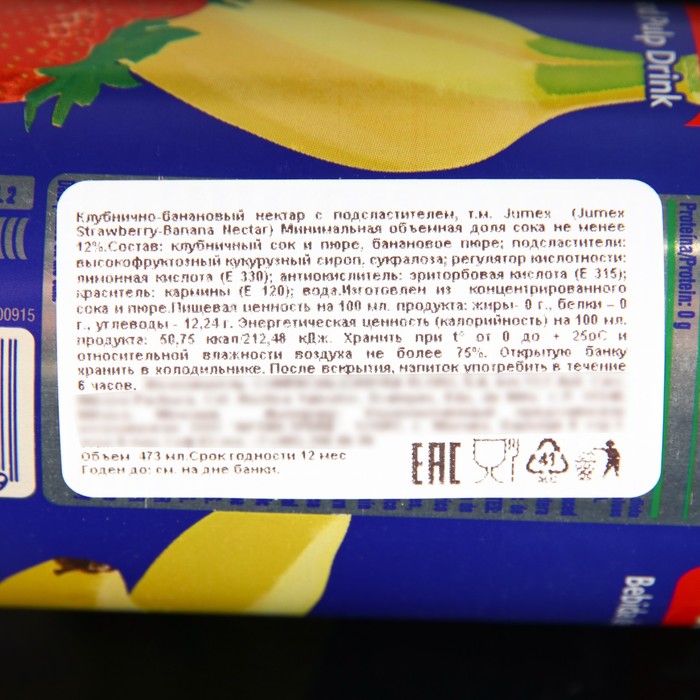 Pulp Drink
L 2
00915
Proteína/Protein: 0 g
Клубнично-банановый нектар с подсластителем, т.м. Jumex (Jumex
Strawberry-Banana Nectar) Минимальная объемная доля сока не менее
12%.Состав: клубничный сок и пюре, банановое пюре; подсластители:
высокофруктозный кукурузный сироп, сукралоза; регулятор кислотности:
лимонная кислота (Е 330); антиокислитель: эриторбовая кислота (Е 315);
краситель: кармины (Е 120); вода.Изготовлен из концентрированного
сока и пюре.Пищевая ценность на 100 мл. продукта: жиры- 0 г., белки – 0
г., углеводы - 12,24 г. Энергетическая ценность (калорийность) на 100 мл.
продукта: 50,75 ккал/212,48 кДж. Хранить при t° от 0 до + 25оС и
относительной влажности воздуха не более 75%. Открытую банку
хранить в холодильнике. После вскрытия, напиток употребить в течение
6 часов.
Объем 473 мл.Срок годности 12 мес
Годен до: см. на дне банки.
EAC
41
Bebida